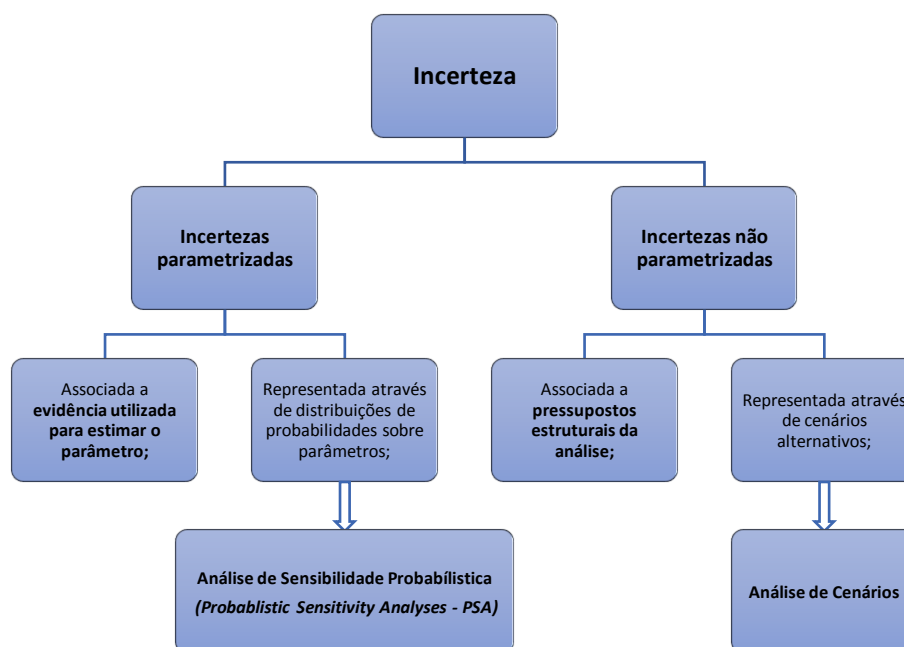 Incerteza
Incertezas
parametrizadas
Incertezas não
parametrizadas
Associada a
evidência utilizada
para estimar o
parâmetro;
Representada através
de distribuições de
probabilidades sobre
parâmetros;
Associada a
pressupostos
estruturais da
análise;
Representada através
de cenários
alternativos;
Análise de Sensibilidade Probabílistica
(Probablistic Sensitivity Analyses - PSA)
Análise de Cenários